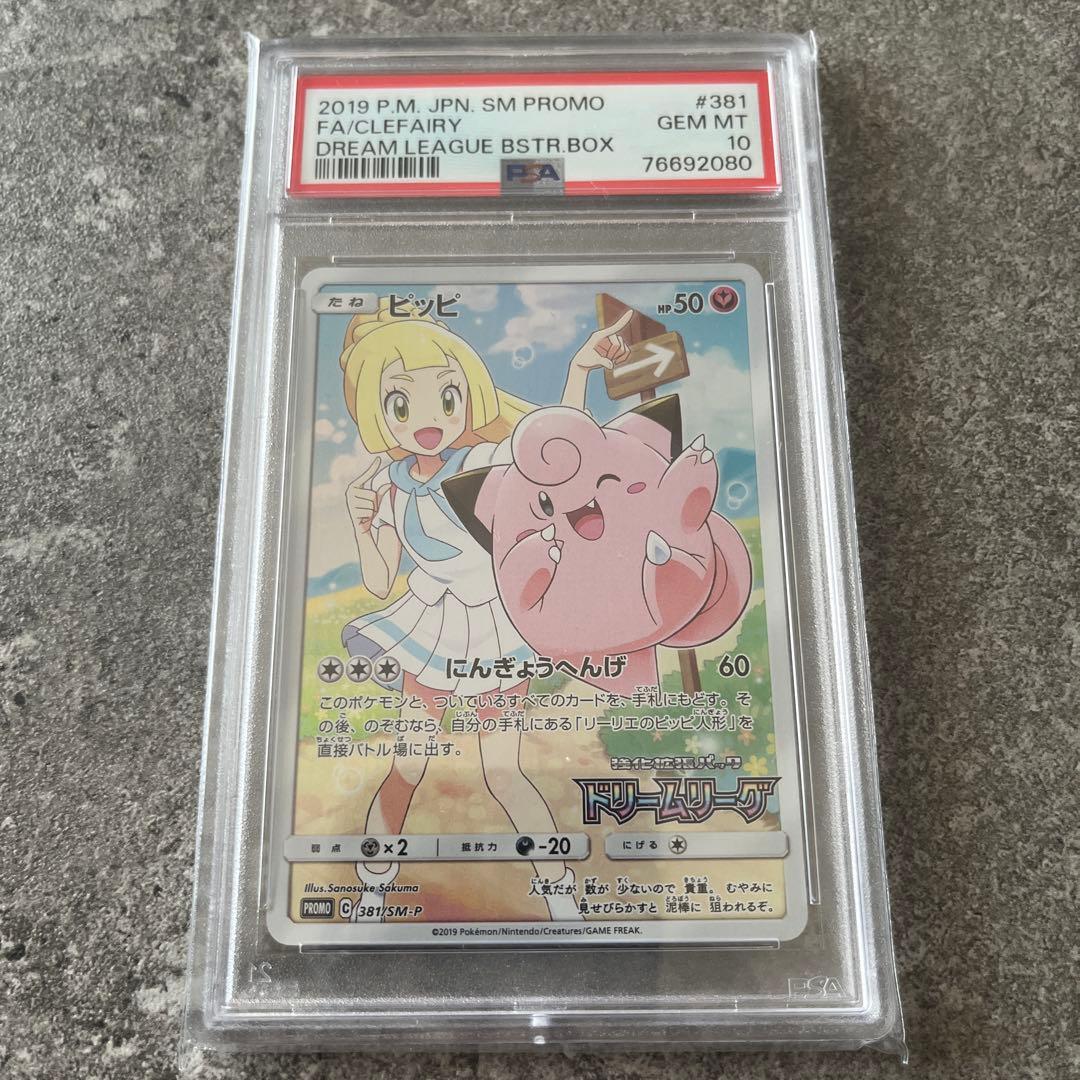 2019 P.M. JPN. SM PROMO #381
FA/CLEFAIRY GEM MT
DREAM LEAGUE BSTR.BOX 10
PSA 76692080
たね ピッピ HP50
にんぎょうへんげ 60
このポケモンと、ついているすべてのカードを、手札にもどす。そ
の後、のぞむなら、自分の手札にある「リーリエのピッピ人形」を
直接バトル場に出す。
強化拡張パック
ドリームリーグ
弱点 ×2 抵抗力 -20 にげる
Illus.Sanosuke Sakuma
人気だが 数が 少ないので 貴重。 むやみに
見せびらかすと 泥棒に 狙われるぞ。
PROMO C 381/SM-P
©2019 Pokémon/Nintendo/Creatures/GAME FREAK.
PSA